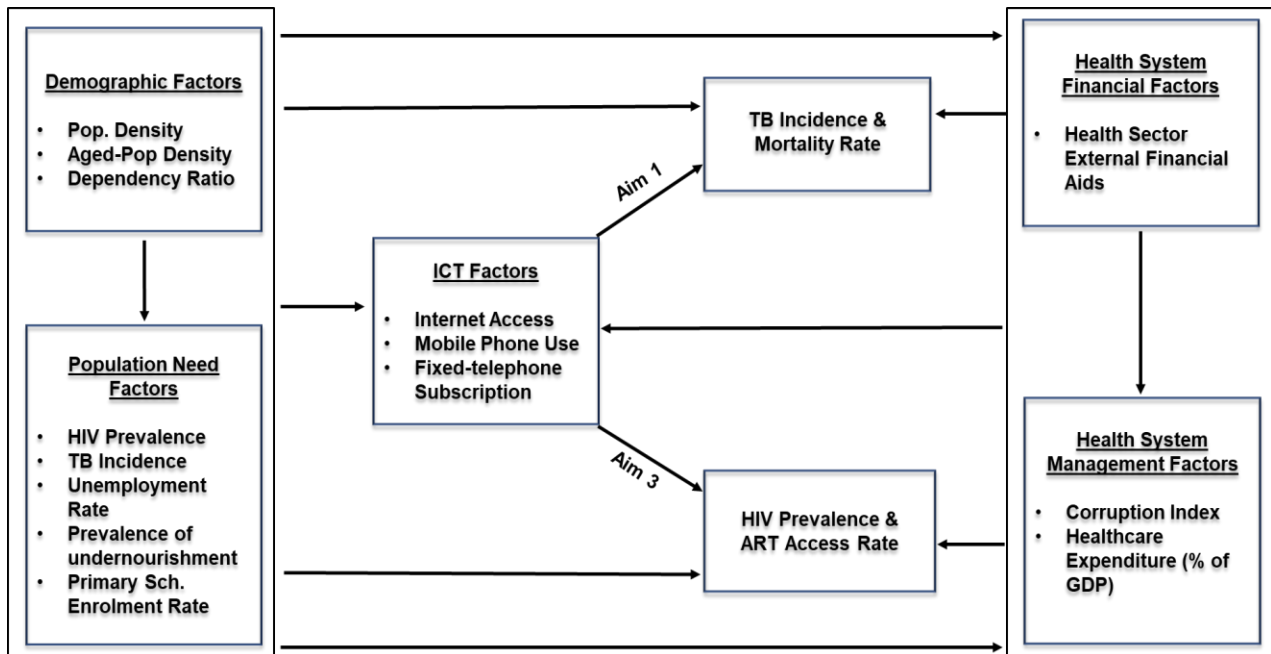 Demographic Factors
• Pop. Density
• Aged-Pop Density
• Dependency Ratio
Population Need
Factors
• HIV Prevalence
• TB Incidence
• Unemployment
Rate
• Prevalence of
undernourishment
• Primary Sch.
Enrolment Rate
ICT Factors
• Internet Access
• Mobile Phone Use
• Fixed-telephone
Subscription
Aim 1
Aim 3
TB Incidence &
Mortality Rate
HIV Prevalence &
ART Access Rate
Health System
Financial Factors
• Health Sector
External Financial
Aids
Health System
Management Factors
• Corruption Index
• Healthcare
Expenditure (% of
GDP)